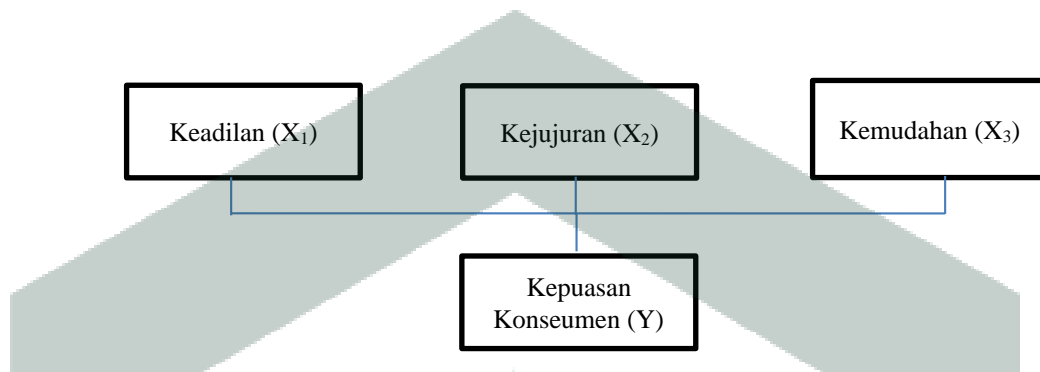 Keadilan (X₁)
Kejujuran (X₂)
Kemudahan (X₃)
Kepuasan
Konseumen (Y)